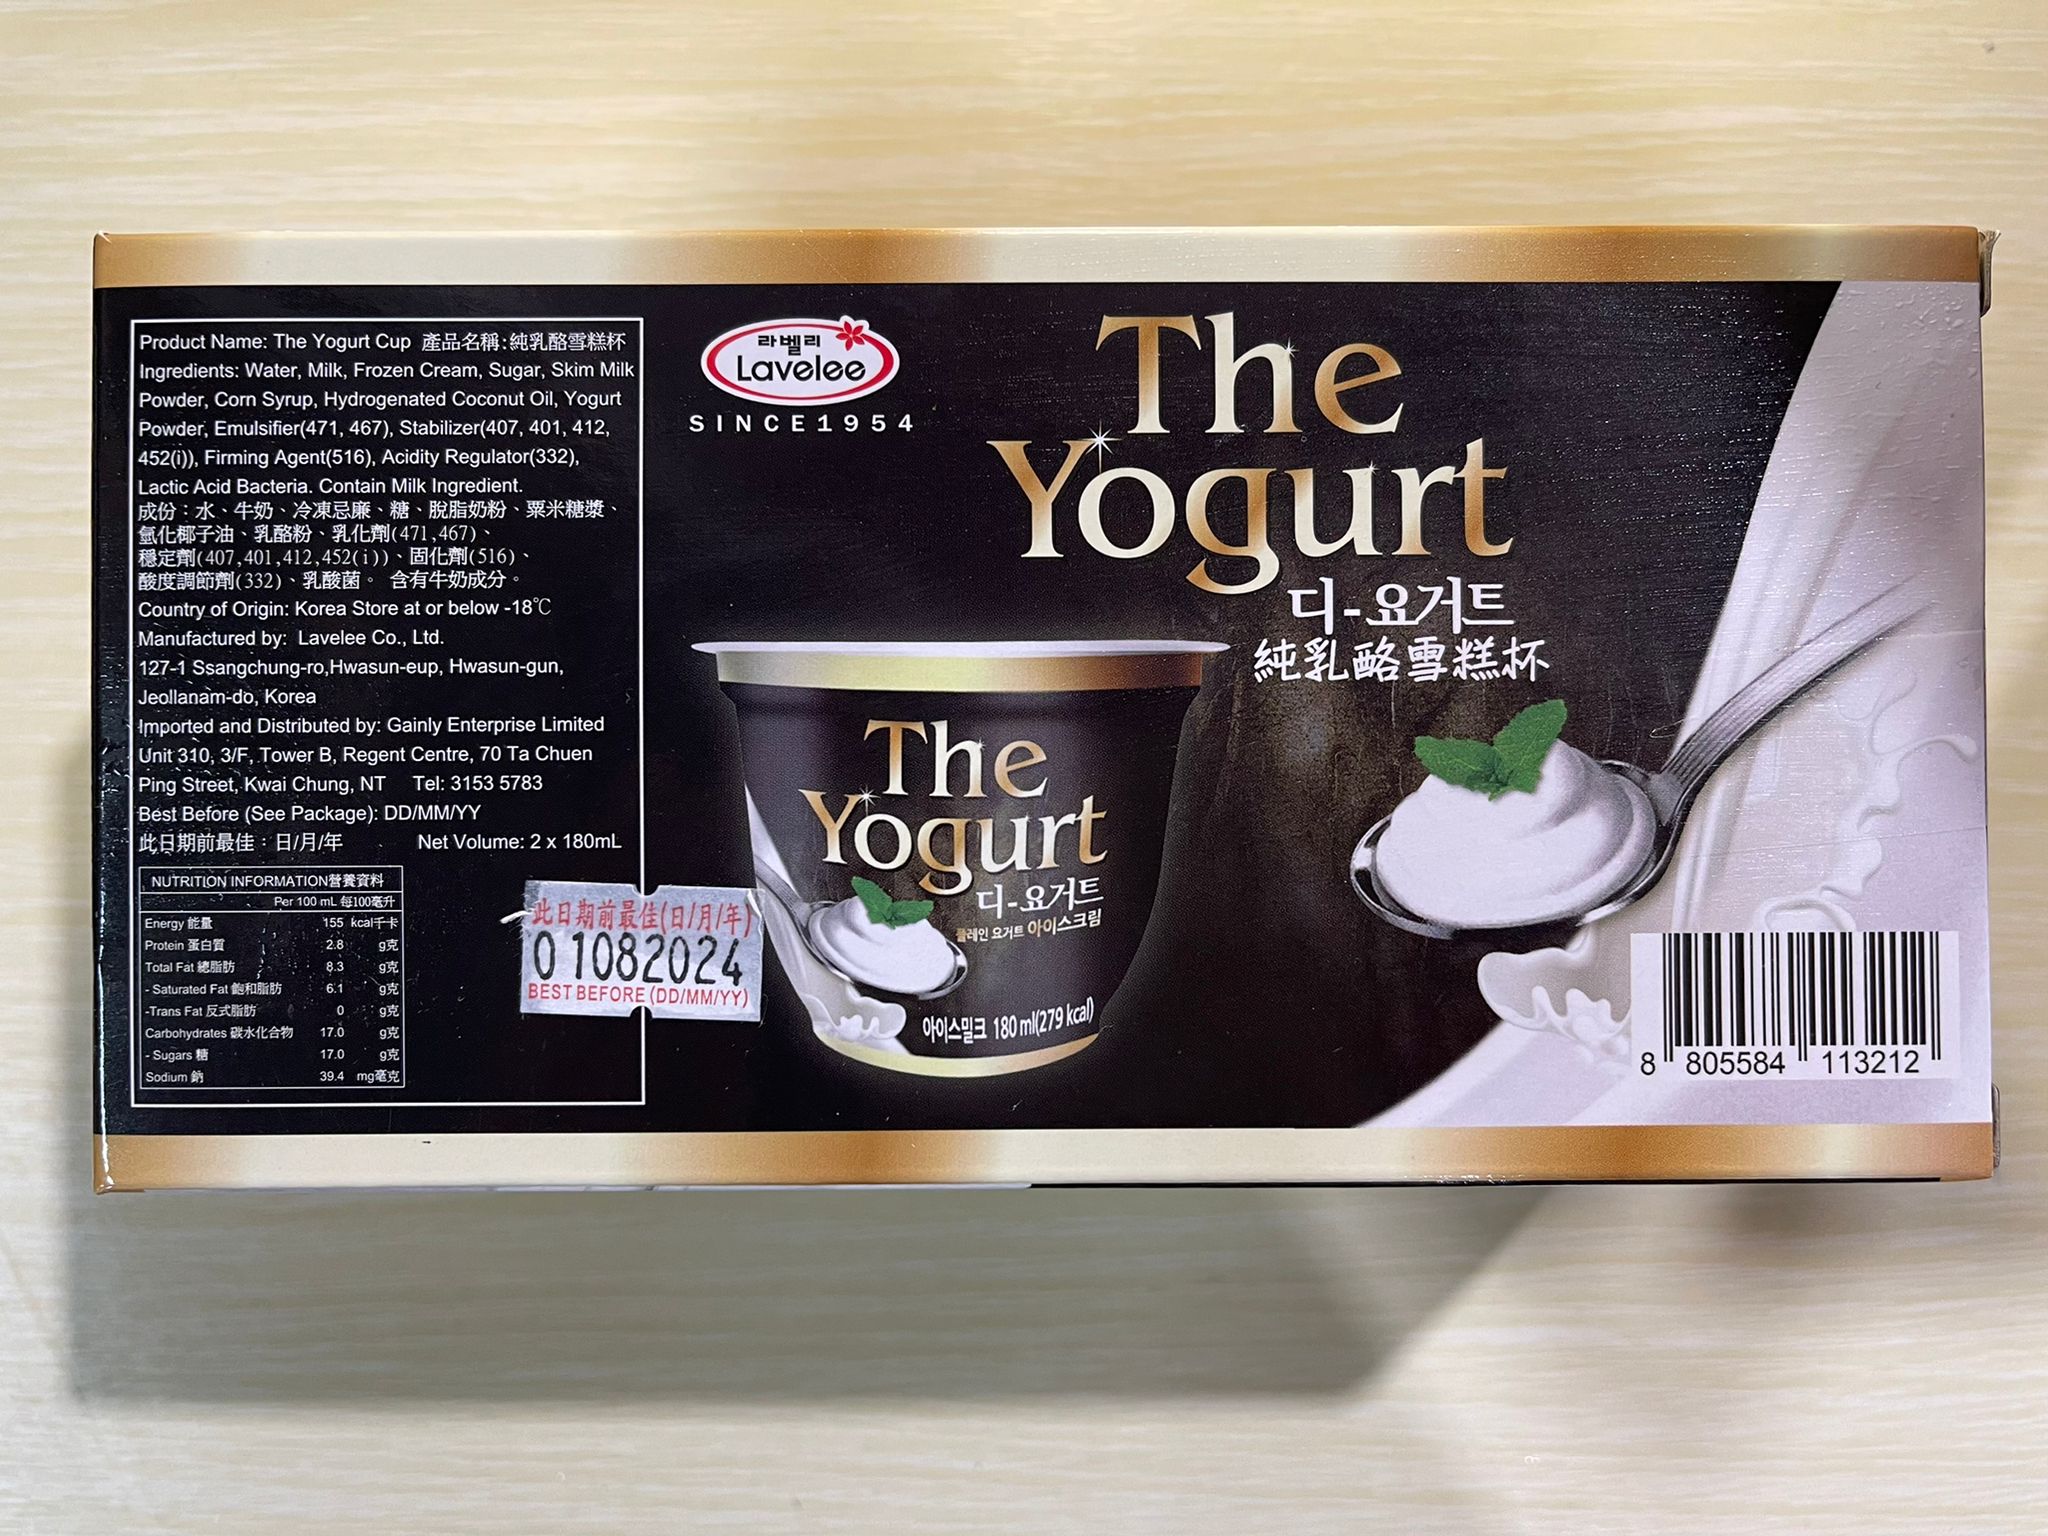 Product Name: The Yogurt Cup 產品名稱:純乳酪雪糕杯
Ingredients: Water, Milk, Frozen Cream, Sugar, Skim Milk
Powder, Corn Syrup, Hydrogenated Coconut Oil, Yogurt
Powder, Emulsifier(471, 467), Stabilizer(407, 401, 412,
452(i)), Firming Agent(516), Acidity Regulator(332),
Lactic Acid Bacteria. Contain Milk Ingredient.
成份：水、牛奶、冷凍忌廉、糖、脫脂奶粉、粟米糖漿、
氫化椰子油、乳酪粉、乳化劑(471,467)、
穩定劑(407,401,412,452(i))、固化劑(516)、
酸度調節劑(332)、乳酸菌。 含有牛奶成分。
Country of Origin: Korea Store at or below -18℃
Manufactured by: Lavelee Co., Ltd.
127-1 Ssangchung-ro,Hwasun-eup, Hwasun-gun,
Jeollanam-do, Korea
Imported and Distributed by: Gainly Enterprise Limited
Unit 310, 3/F, Tower B, Regent Centre, 70 Ta Chuen
Ping Street, Kwai Chung, NT Tel: 3153 5783
Best Before (See Package): DD/MM/YY
此日期前最佳：日/月/年 Net Volume: 2 x 180mL
NUTRITION INFORMATION營養資料
Per 100 mL 每100毫升
Energy 能量 155 kcal千卡
Protein 蛋白質 2.8 g克
Total Fat 總脂肪 8.3 g克
- Saturated Fat 飽和脂肪 6.1 g克
-Trans Fat 反式脂肪 0 g克
Carbohydrates 碳水化合物 17.0 g克
- Sugars 糖 17.0 g克
Sodium 鈉 39.4 mg毫克
此日期前最佳(日/月/年)
01082024
BEST BEFORE (DD/MM/YY)
라벨리
Lavelee
SINCE1954
The
Yogurt
디-요거트
純乳酪雪糕杯
The
Yogurt
디-요거트
플레인 요거트 아이스크림
아이스밀크 180 ml(279 kcal)
8 805584 113212